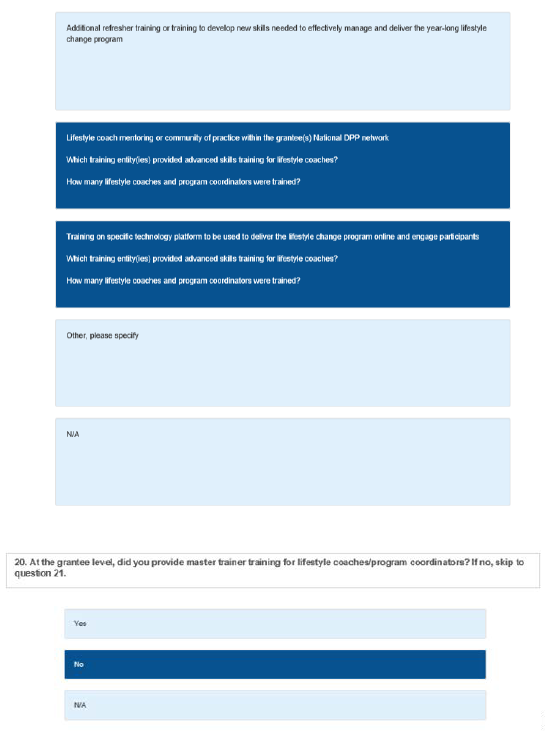 Additional refresher training or training to develop new skills needed to effectively manage and deliver the year-long lifestyle
change program
Lifestyle coach mentoring or community of practice within the grantee(s) National DPP network
Which training entity(ies) provided advanced skills training for lifestyle coaches?
How many lifestyle coaches and program coordinators were trained?
Training on specific technology platform to be used to deliver the lifestyle change program online and engage participants
Which training entity(ies) provided advanced skills training for lifestyle coaches?
How many lifestyle coaches and program coordinators were trained?
Other, please specify
N/A
20. At the grantee level, did you provide master trainer training for lifestyle coaches/program coordinators? If no, skip to
question 21.
Yes
No
N/A